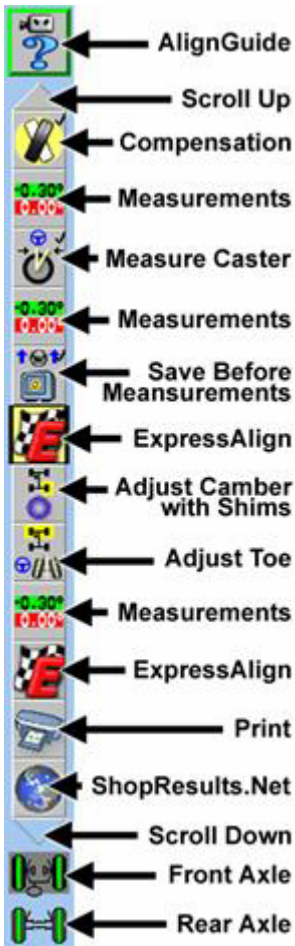 AlignGuide
Scroll Up
Compensation
-0.30°
0.00°
Measurements
Measure Caster
-0.30°
0.00°
Measurements
Save Before
Meansurements
E
ExpressAlign
Adjust Camber
with Shims
Adjust Toe
-0.30°
0.00°
Measurements
E
ExpressAlign
Print
ShopResults.Net
Scroll Down
Front Axle
Rear Axle